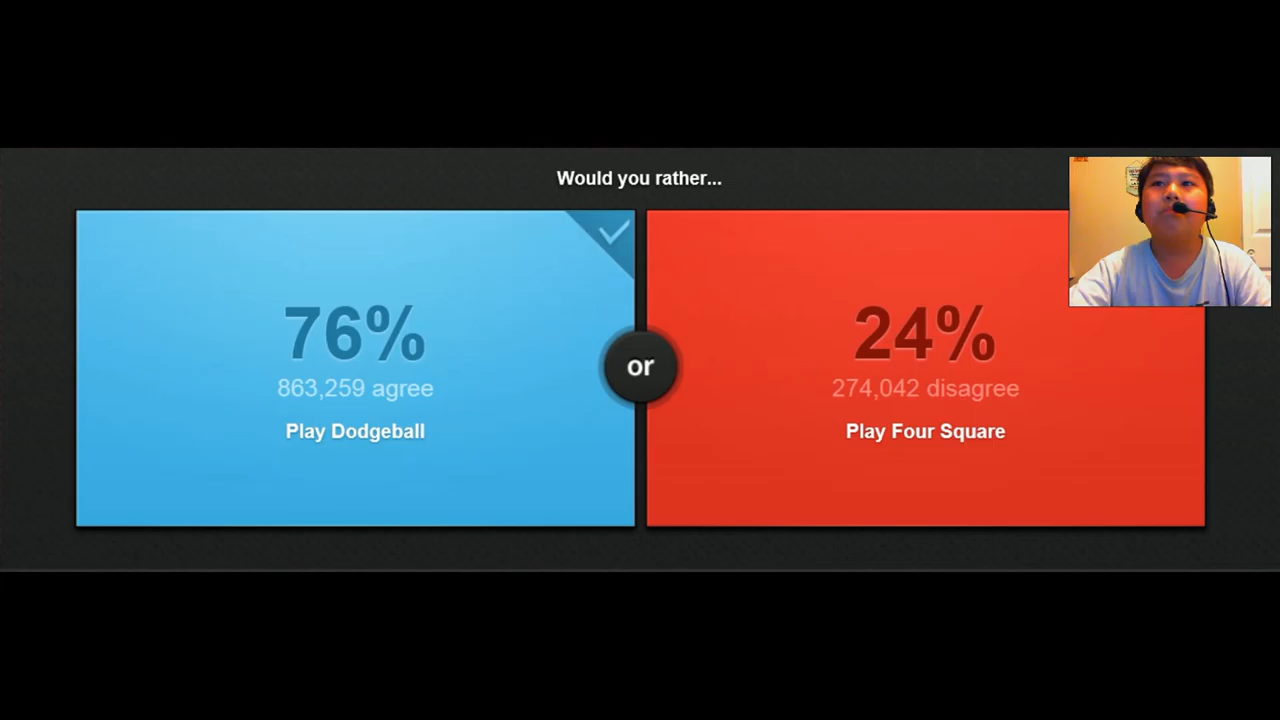 Would you rather...
76%
863,259 agree
Play Dodgeball
or
24%
274,042 disagree
Play Four Square